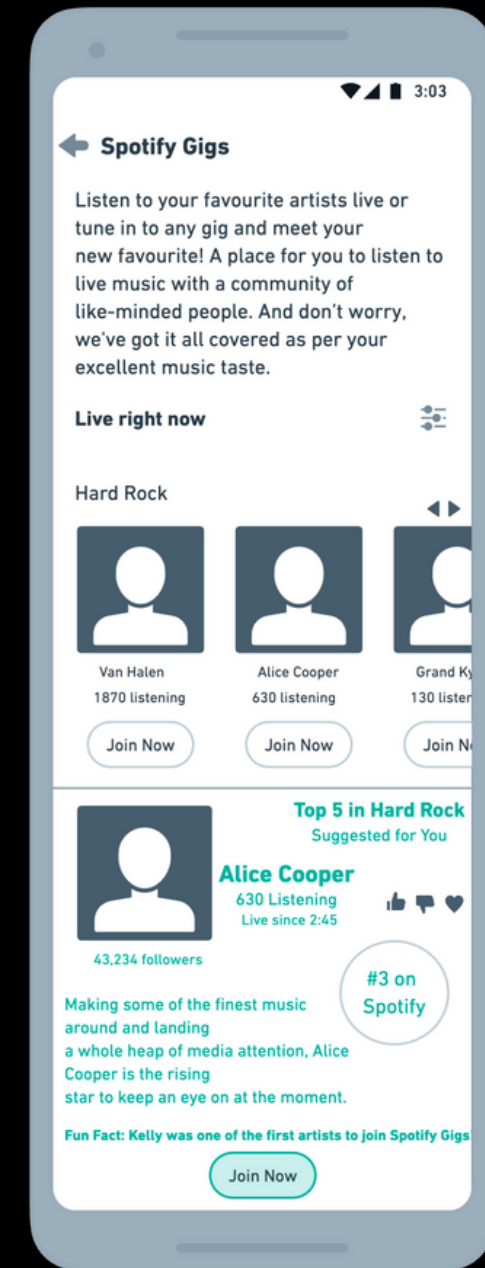 3:03
Spotify Gigs
Listen to your favourite artists live or
tune in to any gig and meet your
new favourite! A place for you to listen to
live music with a community of
like-minded people. And don't worry,
we've got it all covered as per your
excellent music taste.
Live right now
Hard Rock
Van Halen
1870 listening
Join Now
Alice Cooper
630 listening
Join Now
Grand Ky
130 lister
Join N
Top 5 in Hard Rock
Suggested for You
Alice Cooper
630 Listening
Live since 2:45
43,234 followers
#3 on
Spotify
Making some of the finest music
around and landing
a whole heap of media attention, Alice
Cooper is the rising
star to keep an eye on at the moment.
Fun Fact: Kelly was one of the first artists to join Spotify Gigs
Join Now